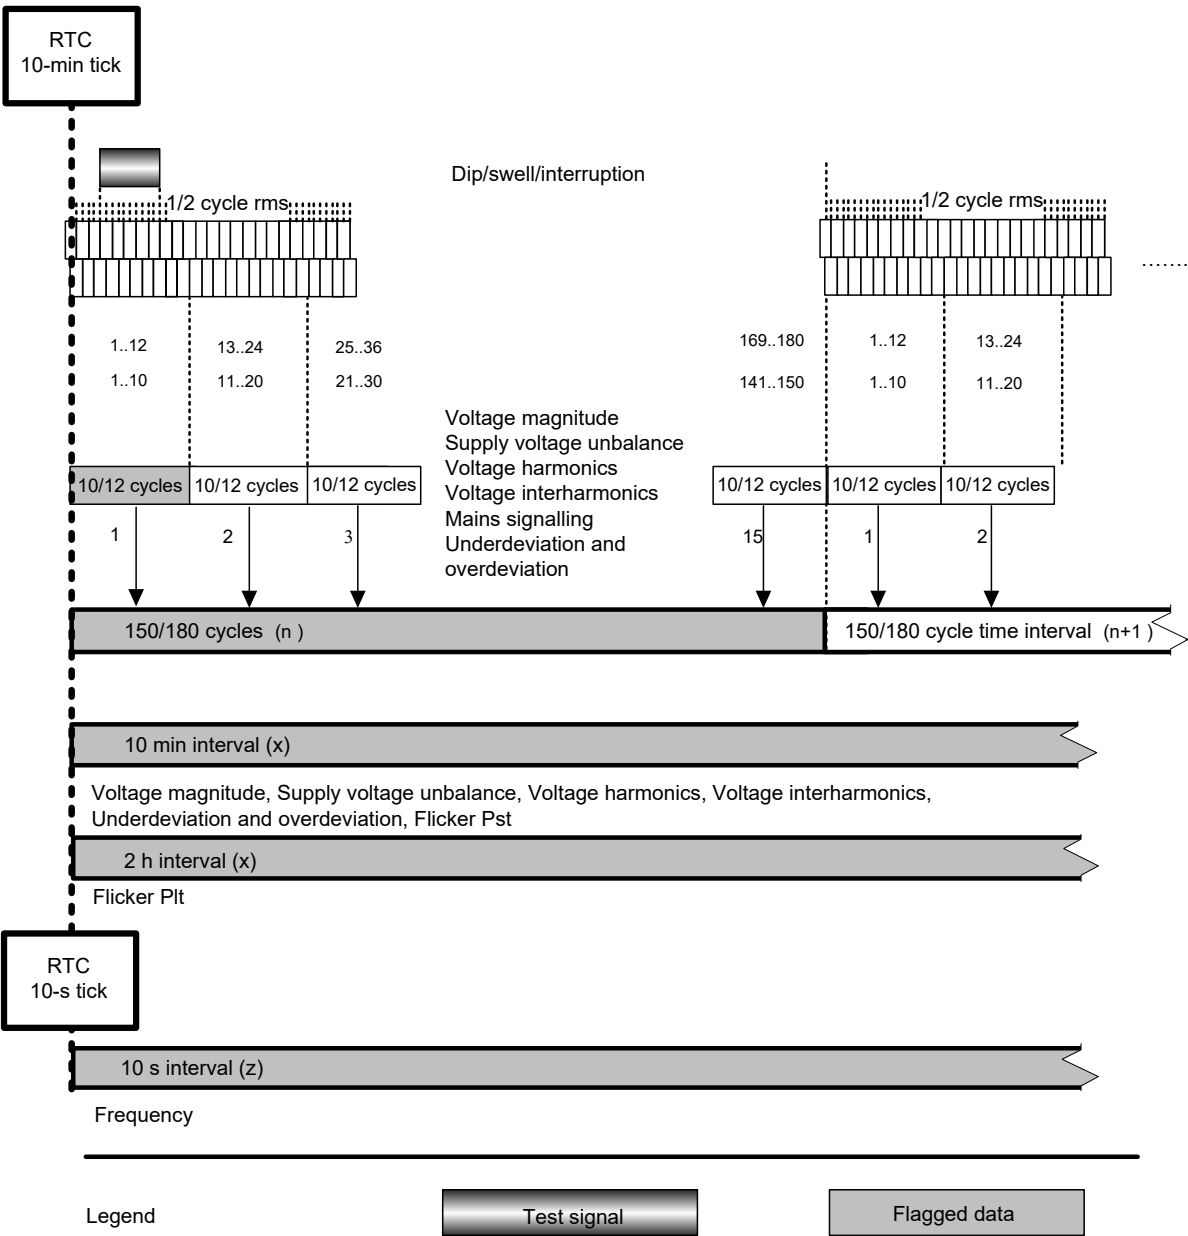 RTC
10-min tick
Dip/swell/interruption
1/2 cycle rms
1/2 cycle rms
........
1..12
13..24
25..36
169..180
1..12
13..24
1..10
11..20
21..30
141..150
1..10
11..20
Voltage magnitude
Supply voltage unbalance
Voltage harmonics
Voltage interharmonics
Mains signalling
Underdeviation and
overdeviation
10/12 cycles
10/12 cycles
10/12 cycles
10/12 cycles
10/12 cycles
10/12 cycles
1
2
3
15
1
2
150/180 cycles (n )
150/180 cycle time interval (n+1 )
10 min interval (x)
Voltage magnitude, Supply voltage unbalance, Voltage harmonics, Voltage interharmonics,
Underdeviation and overdeviation, Flicker Pst
2 h interval (x)
Flicker Plt
RTC
10-s tick
10 s interval (z)
Frequency
Legend
Test signal
Flagged data